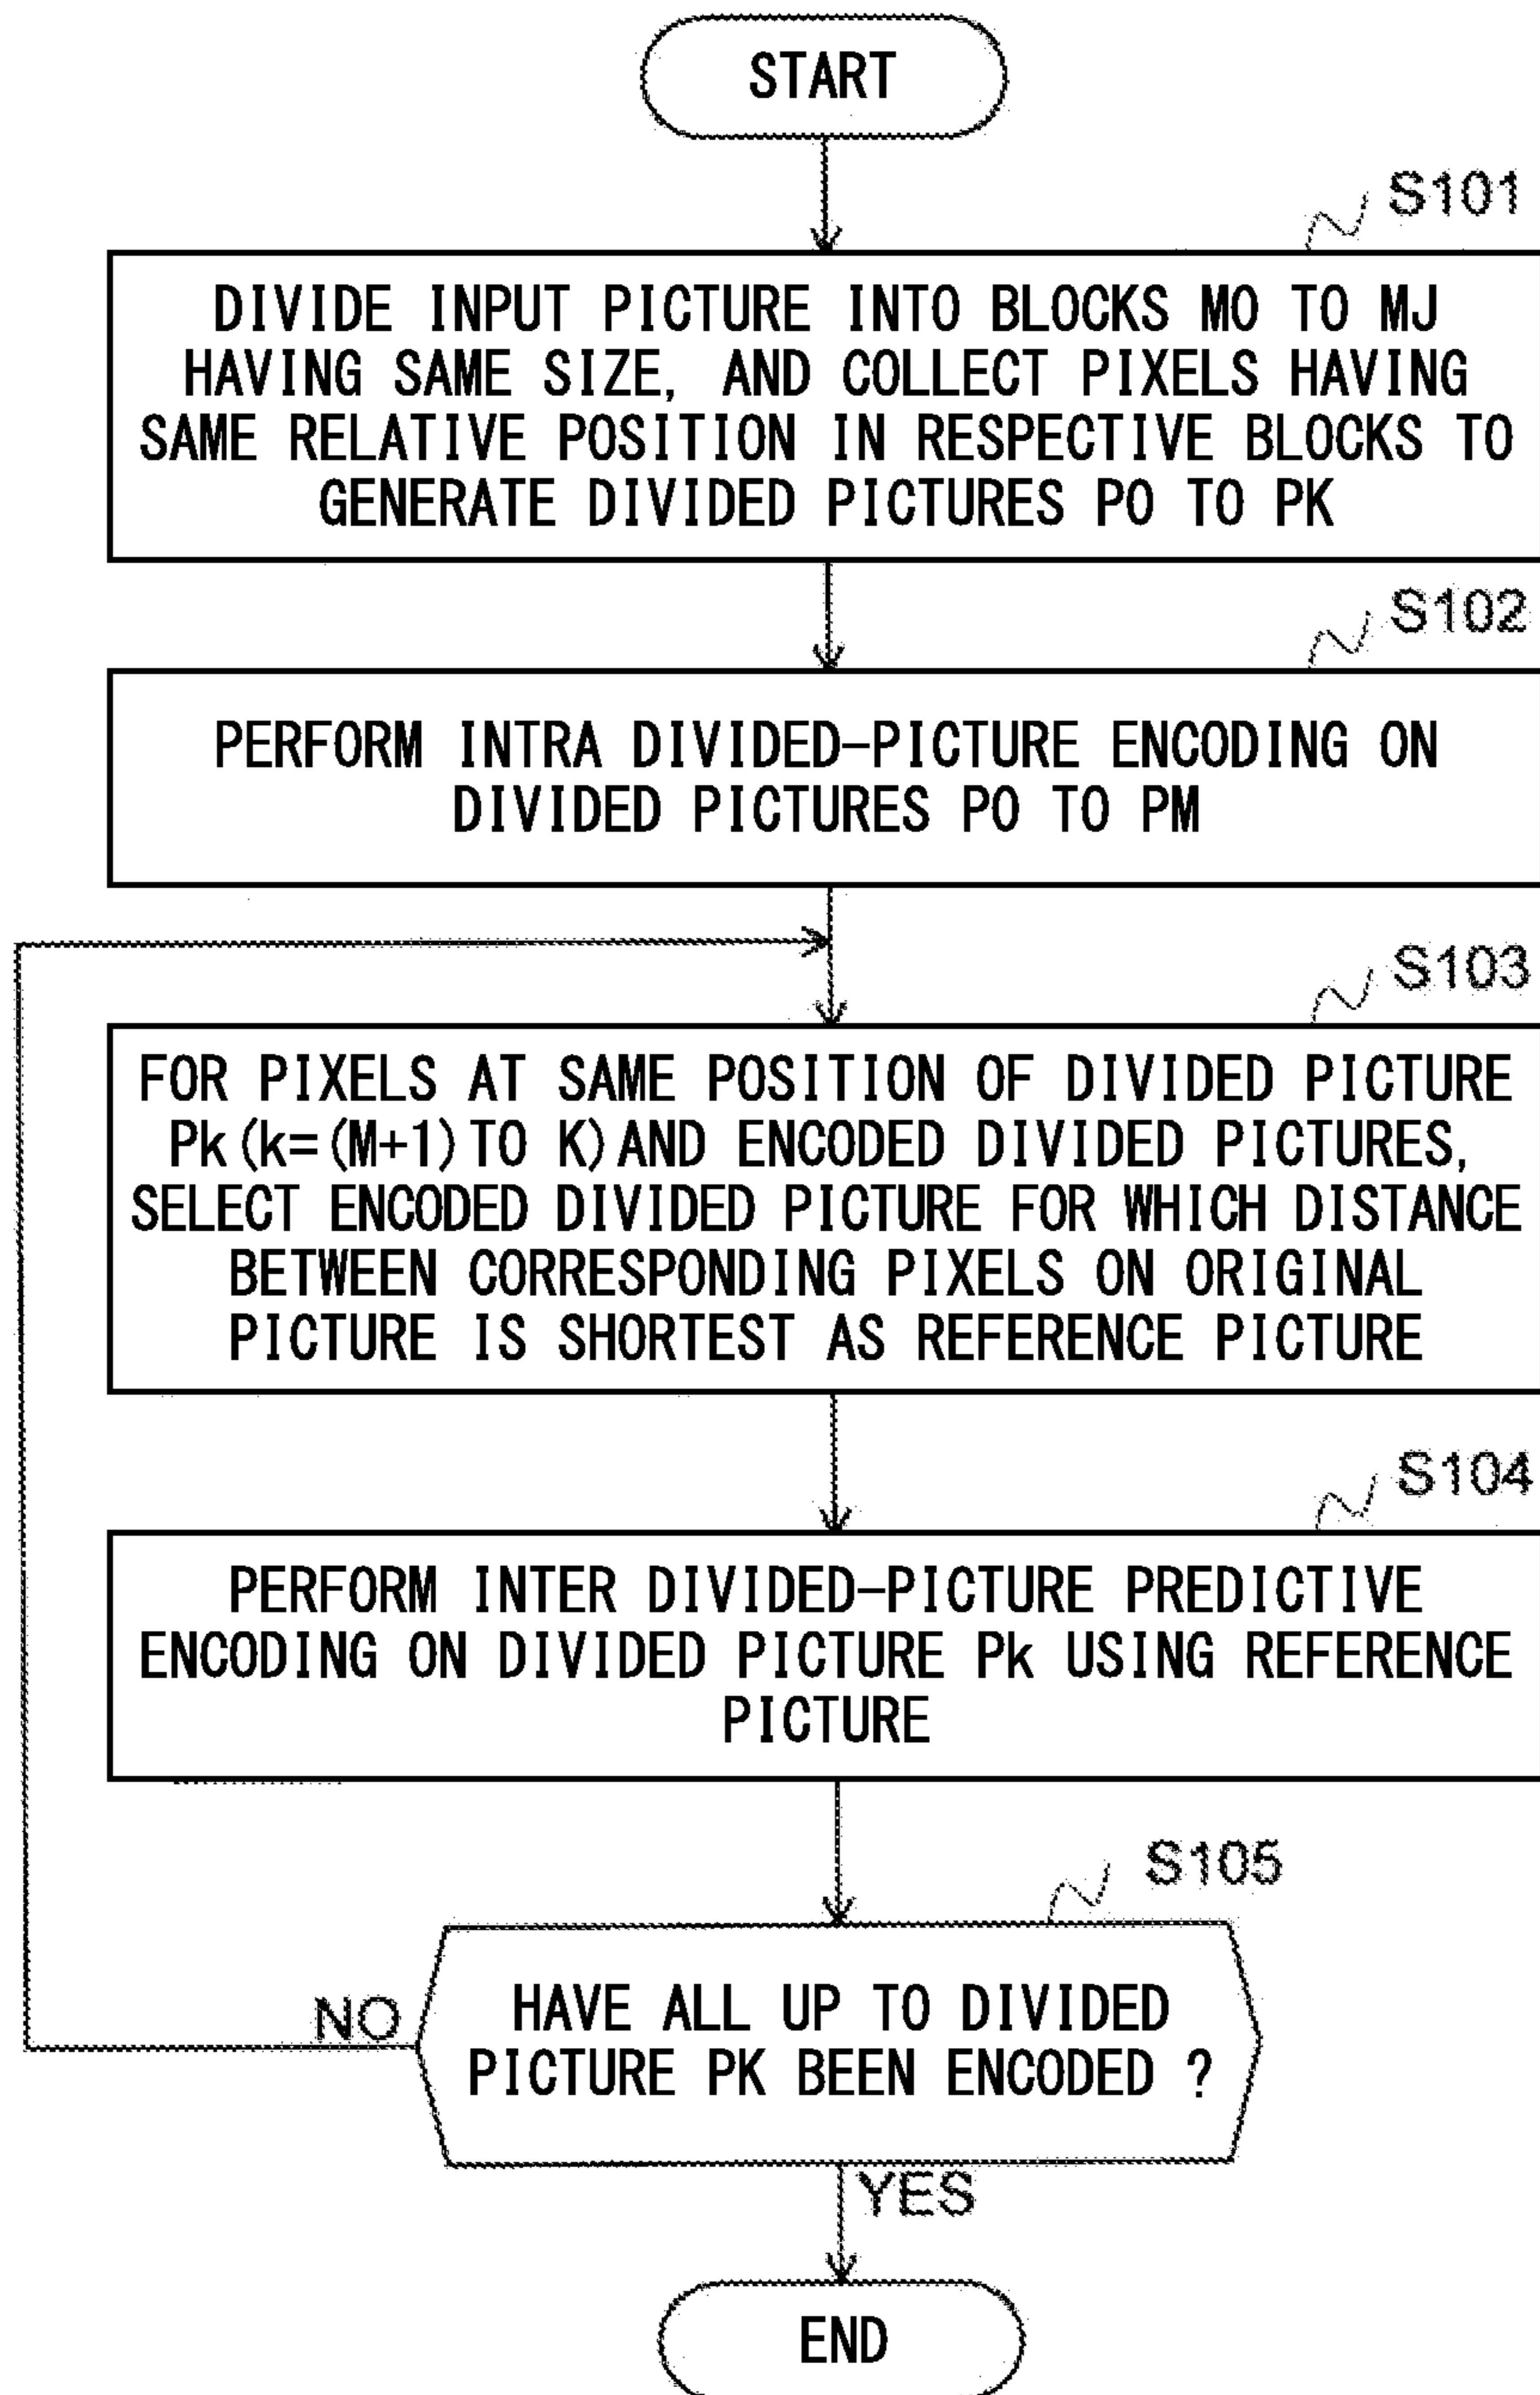 START
S101
DIVIDE INPUT PICTURE INTO BLOCKS M0 TO MJ
HAVING SAME SIZE, AND COLLECT PIXELS HAVING
SAME RELATIVE POSITION IN RESPECTIVE BLOCKS TO
GENERATE DIVIDED PICTURES P0 TO PK
S102
PERFORM INTRA DIVIDED-PICTURE ENCODING ON
DIVIDED PICTURES P0 TO PM
S103
FOR PIXELS AT SAME POSITION OF DIVIDED PICTURE
Pk(k=(M+1)TO K)AND ENCODED DIVIDED PICTURES,
SELECT ENCODED DIVIDED PICTURE FOR WHICH DISTANCE
BETWEEN CORRESPONDING PIXELS ON ORIGINAL
PICTURE IS SHORTEST AS REFERENCE PICTURE
S104
PERFORM INTER DIVIDED-PICTURE PREDICTIVE
ENCODING ON DIVIDED PICTURE Pk USING REFERENCE
PICTURE
S105
HAVE ALL UP TO DIVIDED
PICTURE PK BEEN ENCODED ?
NO
YES
END